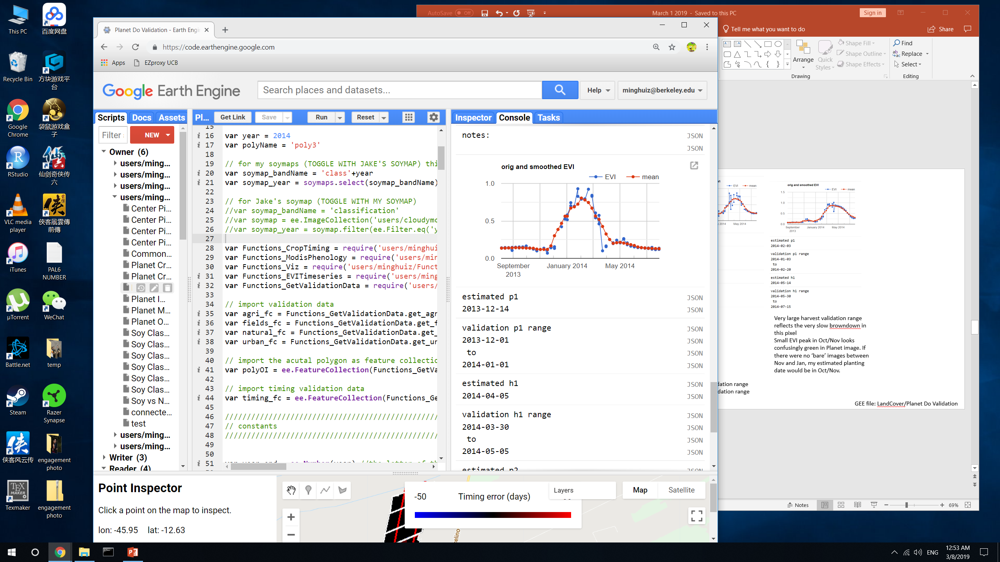 This PC
百度网盘
Recycle Bin
方块游戏平
台
Google
Chrome
袋鼠游戏盒
子
RStudio
仙剑奇侠传
六
VLC media
player
俠客風雲傳
前傳
iTunes
PAL6
NUMBER
µTorrent
WeChat
Battle.net
temp
Steam
Razer
Synapse
侠客风云传
engagement
photo
Texmaker
engagement
photo
AutoSave Off
March 1 2019 - Saved to this PC
Sign in
Tell me what you want to do
Share
Shape Fill
Shape Outline
Shape Effects
Arrange
Quick
Styles
Find
Replace
Select
Drawing
Editing
Planet Do Validation - Earth Engi
https://code.earthengine.google.com
Apps
EZproxy UCB
Google Earth Engine
Search places and datasets...
Help
minghuiz@berkeley.edu
Scripts Docs Assets
Filter
NEW
Owner (6)
users/ming...
users/ming...
users/ming...
users/ming...
Center Pi...
Center Pi...
Center Pi...
Center Pi...
Common...
Planet Cr...
Planet Cr...
Planet I...
Planet M...
Planet O...
Soy Clas...
Soy Clas...
Soy Clas...
Soy Clas...
Soy Clas...
Soy Clas...
Soy vs N...
connecte...
test
users/ming...
users/ming...
Writer (3)
Reader (4)
Pl... Get Link Save Run Reset
15
16 var year = 2014
17 var polyName = 'poly3'
18
19 // for my soymaps (TOGGLE WITH JAKE'S SOYMAP) thi
20 var soymap_bandName = 'class'+year
21 var soymap_year = soymaps.select(soymap_bandName)
22
23 // for Jake's soymap (TOGGLE WITH MY SOYMAP)
24 //var soymap_bandName = 'classification'
25 //var soymap = ee.ImageCollection('users/cloudymo
26 //var soymap_year = soymap.filter(ee.Filter.eq('y
27
28 var Functions_CropTiming = require('users/minghui
29 var Functions_ModisPhenology = require('users/min
30 var Functions_Viz = require('users/minghuiz/Funct
31 var Functions_EVITimeseries = require('users/ming
32 var Functions_GetValidationData = require('users/
33
34 // import validation data
35 var agri_fc = Functions_GetValidationData.get_agr
36 var fields_fc = Functions_GetValidationData.get_f
37 var natural_fc = Functions_GetValidationData.get_
38 var urban_fc = Functions_GetValidationData.get_ur
39
40 // import the acutal polygon as feature collectio
41 var polyOI = ee.FeatureCollection(Functions_GetVa
42
43 // import timing validation data
44 var timing_fc = ee.FeatureCollection(Functions_Ge
45
46 /////////////////////////////////////////////////
47 // constants
48 /////////////////////////////////////////////////
49
50
51 var year_end = ee.Number(year) //the latter of th
Inspector Console Tasks
notes: JSON
JSON
orig and smoothed EVI
EVI mean
1.0
0.5
0.0
September
2013
January 2014
May 2014
estimated p1 JSON
2013-12-14 JSON
validation p1 range JSON
2013-12-01 JSON
to JSON
2014-01-01 JSON
estimated h1 JSON
2014-04-05 JSON
validation h1 range JSON
2014-03-30 JSON
to JSON
2014-05-05 JSON
estimated p2 JSON
Point Inspector
Click a point on the map to inspect.
lon: -45.95 lat: -12.63
-50 Timing error (days)
Layers
Map Satellite
celino
VI
EVI mean
2014 May 2014
orig and smoothed EVI
EVI mean
1.5
1.0
0.5
0.0
September
2013
January 2014
May 2014
estimated p1
2014-02-03
validation p1 range
2014-01-03
to
2014-02-20
estimated h1
2014-05-14
validation h1 range
2014-05-30
to
2014-07-15
Very large harvest validation range
reflects the very slow browndown in
this pixel
Small EVI peak in Oct/Nov looks
confusingly green in Planet image. If
there were no ‘bare’ images between
Nov and Jan, my estimated planting
date would be in Oct/Nov.
dation range
dation range
GEE file: LandCover/Planet Do Validation
Notes
69%
ENG
12:53 AM
3/8/2019